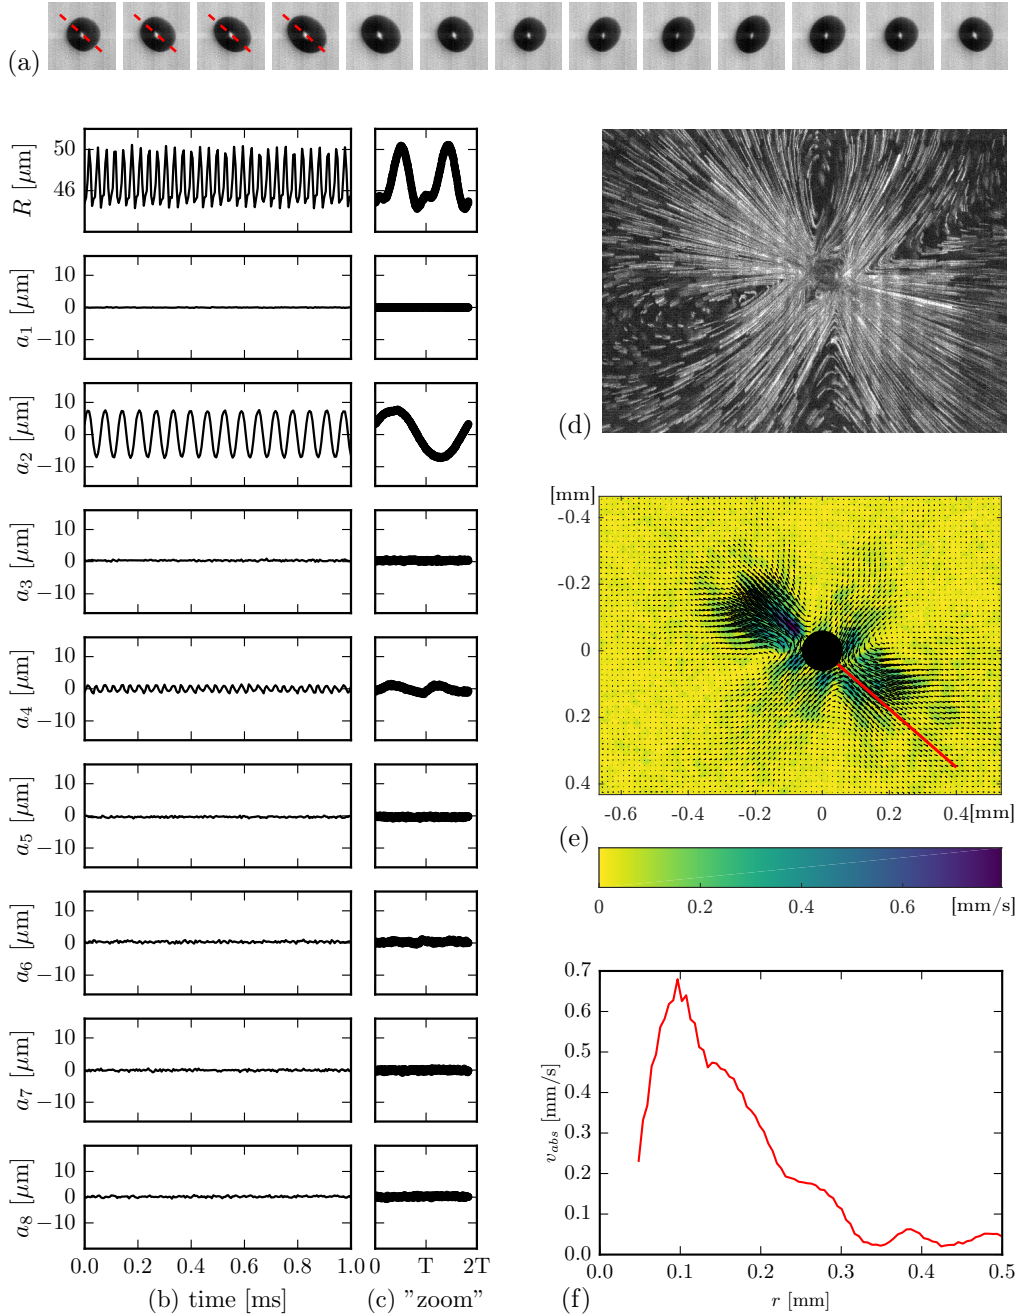 (a)
50
46
R [μm]
10
0
−10
a1 [μm]
10
0
−10
a2 [μm]
10
0
−10
a3 [μm]
10
0
−10
a4 [μm]
10
0
−10
a5 [μm]
10
0
−10
a6 [μm]
10
0
−10
a7 [μm]
10
0
−10
a8 [μm]
0.0 0.2 0.4 0.6 0.8 1.0
(b) time [ms]
0 T 2T
(c) "zoom"
(d)
[mm]
-0.4
-0.2
0
0.2
0.4
-0.6 -0.4 -0.2 0 0.2 0.4 [mm]
(e)
0 0.2 0.4 0.6 [mm/s]
0.7
0.6
0.5
0.4
0.3
0.2
0.1
0.0
vabs [mm/s]
0.0 0.1 0.2 0.3 0.4 0.5
(f) r [mm]